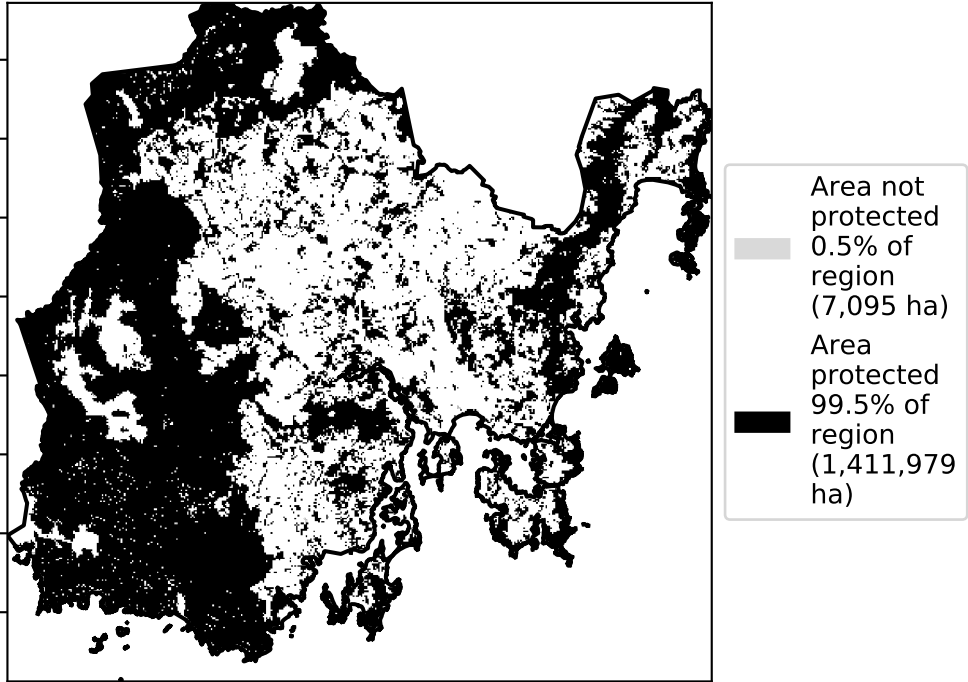 Area not
protected
0.5% of
region
(7,095 ha)
Area
protected
99.5% of
region
(1,411,979
ha)